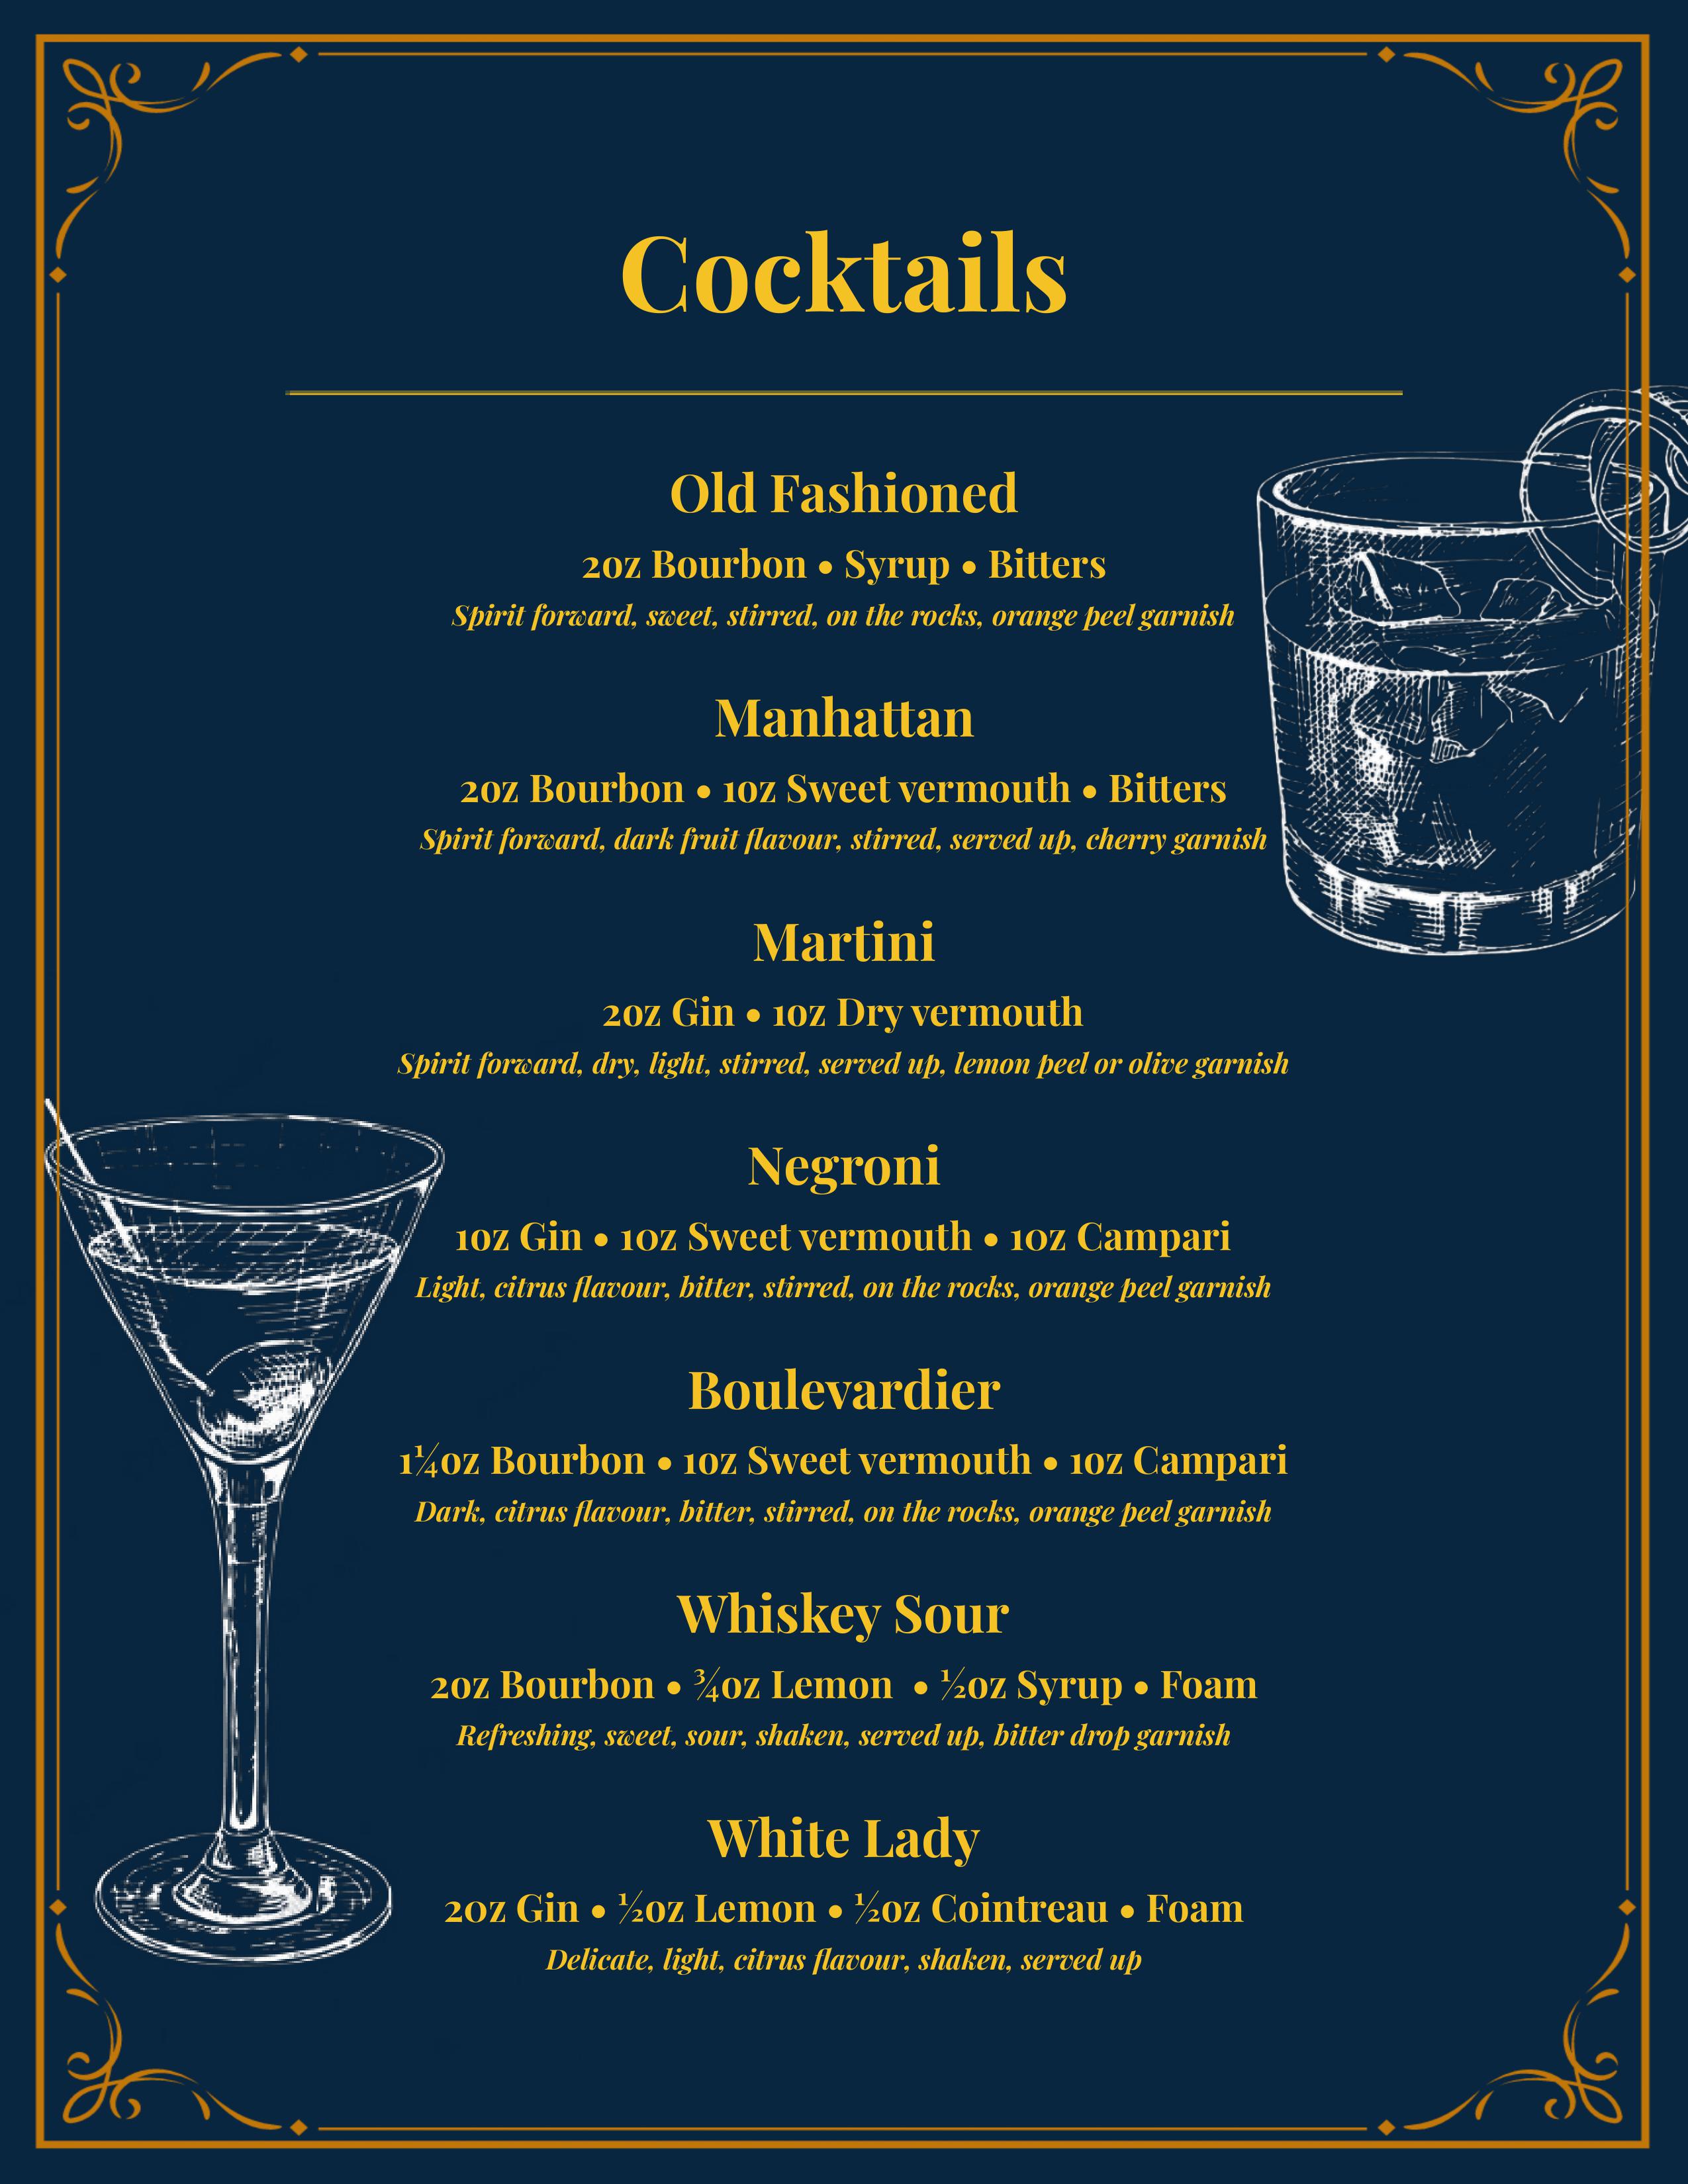 Cocktails
Old Fashioned
2oz Bourbon • Syrup • Bitters
Spirit forward, sweet, stirred, on the rocks, orange peel garnish
Manhattan
2oz Bourbon • 1oz Sweet vermouth • Bitters
Spirit forward, dark fruit flavour, stirred, served up, cherry garnish
Martini
2oz Gin • 1oz Dry vermouth
Spirit forward, dry, light, stirred, served up, lemon peel or olive garnish
Negroni
1oz Gin • 1oz Sweet vermouth • 1oz Campari
Light, citrus flavour, bitter, stirred, on the rocks, orange peel garnish
Boulevardier
1¼oz Bourbon • 1oz Sweet vermouth • 1oz Campari
Dark, citrus flavour, bitter, stirred, on the rocks, orange peel garnish
Whiskey Sour
2oz Bourbon • ¾oz Lemon • ½oz Syrup • Foam
Refreshing, sweet, sour, shaken, served up, bitter drop garnish
White Lady
2oz Gin • ½oz Lemon • ½oz Cointreau • Foam
Delicate, light, citrus flavour, shaken, served up